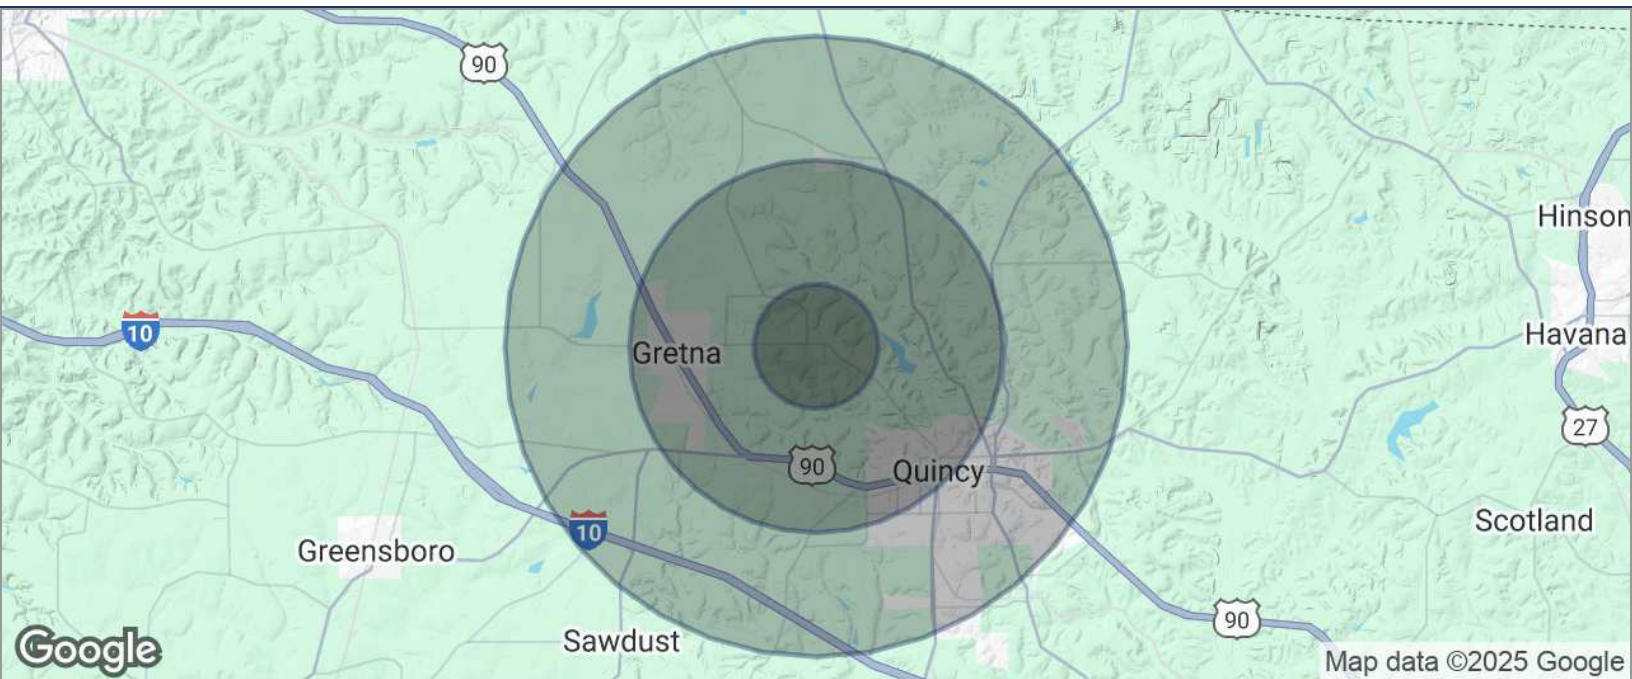 90
Hinson
10
Havana
Gretna
27
90
Quincy
Scotland
10
Greensboro
90
Sawdust
Google
Map data ©2025 Google